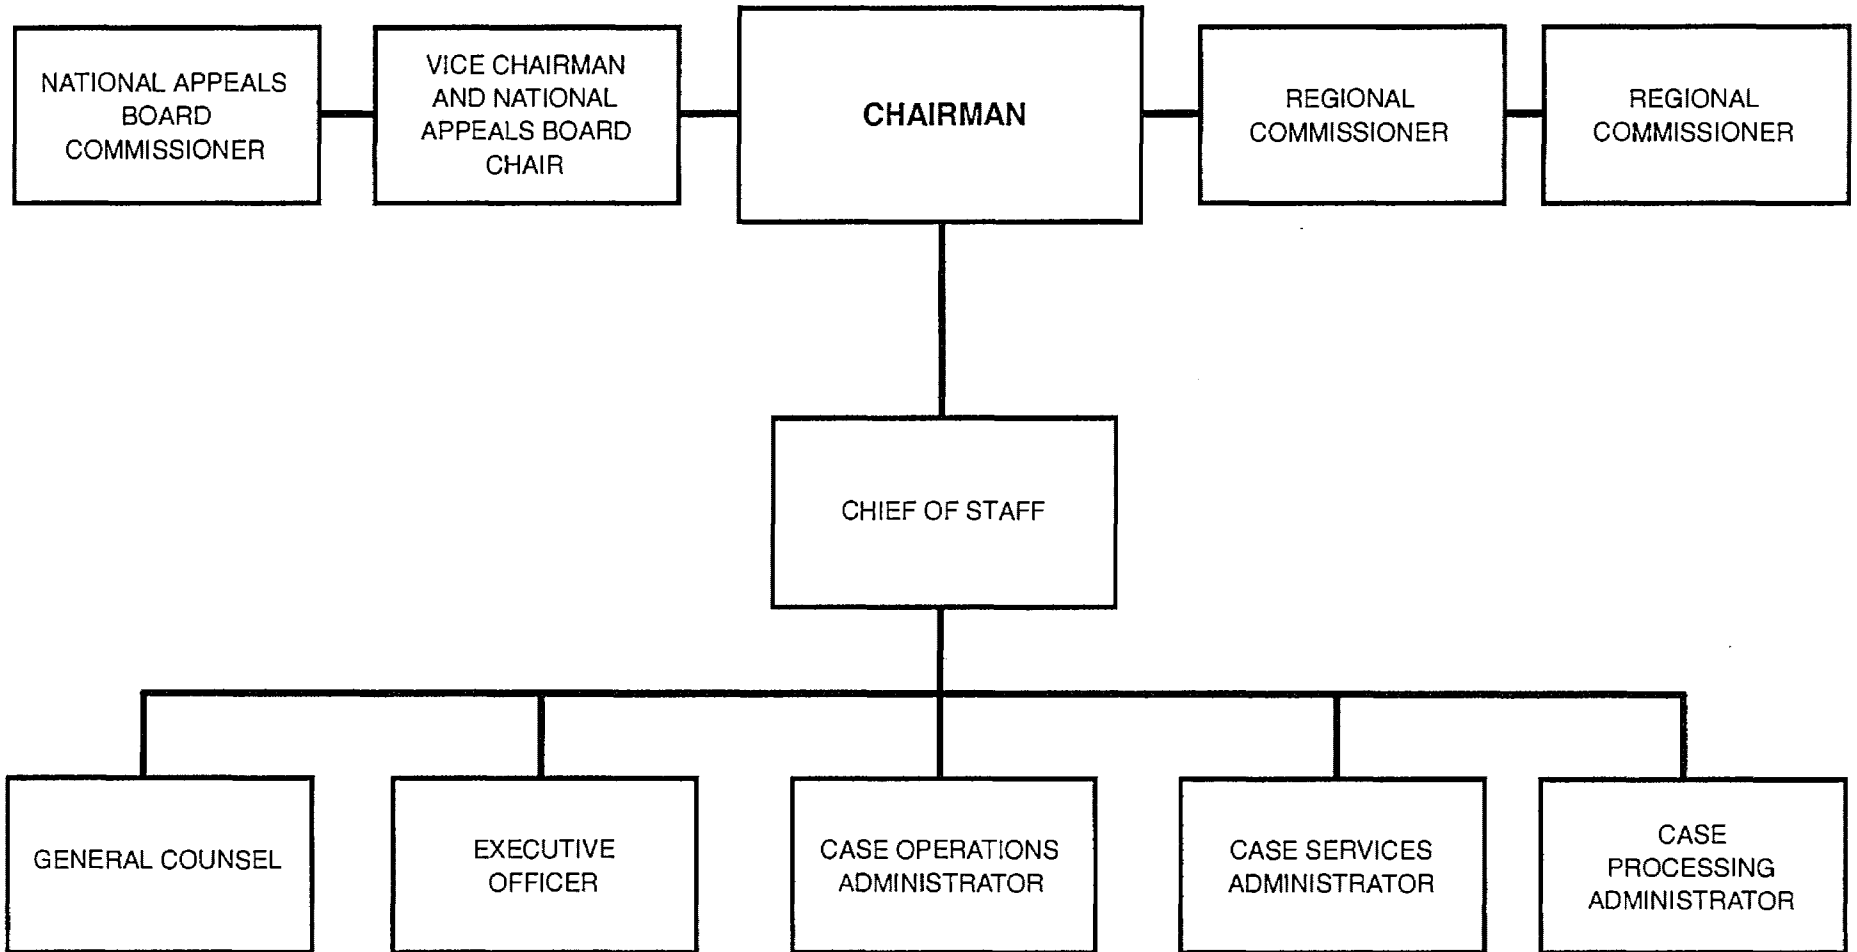 NATIONAL APPEALS
BOARD
COMMISSIONER
VICE CHAIRMAN
AND NATIONAL
APPEALS BOARD
CHAIR
CHAIRMAN
REGIONAL
COMMISSIONER
REGIONAL
COMMISSIONER
CHIEF OF STAFF
GENERAL COUNSEL
EXECUTIVE
OFFICER
CASE OPERATIONS
ADMINISTRATOR
CASE SERVICES
ADMINISTRATOR
CASE
PROCESSING
ADMINISTRATOR